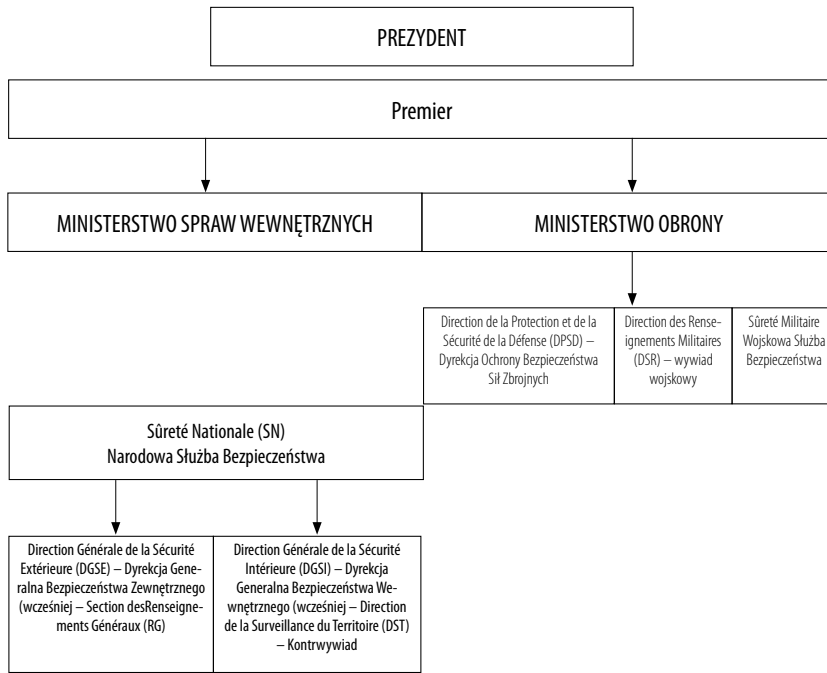 PREZYDENT
Premier
MINISTERSTWO SPRAW WEWNĘTRZNYCH
MINISTERSTWO OBRONY
Direction de la Protection et de la
Sécurité de la Défense (DPSD) –
Dyrekcja Ochrony Bezpieczeństwa
Sił Zbrojnych
Direction des Rense-
ignements Militaires
(DSR) – wywiad
wojskowy
Sûreté Militaire
Wojskowa Służba
Bezpieczeństwa
Sûreté Nationale (SN)
Narodowa Służba Bezpieczeństwa
Direction Générale de la Sécurité
Extérieure (DGSE) – Dyrekcja Gene-
ralna Bezpieczeństwa Zewnętrznego
(wcześniej – Section desRenseigne-
ments Généraux (RG)
Direction Générale de la Sécurité
Intérieure (DGSI) – Dyrekcja
Generalna Bezpieczeństwa We-
wnętrznego (wcześniej – Direction
de la Surveillance du Territoire (DST)
– Kontrwywiad